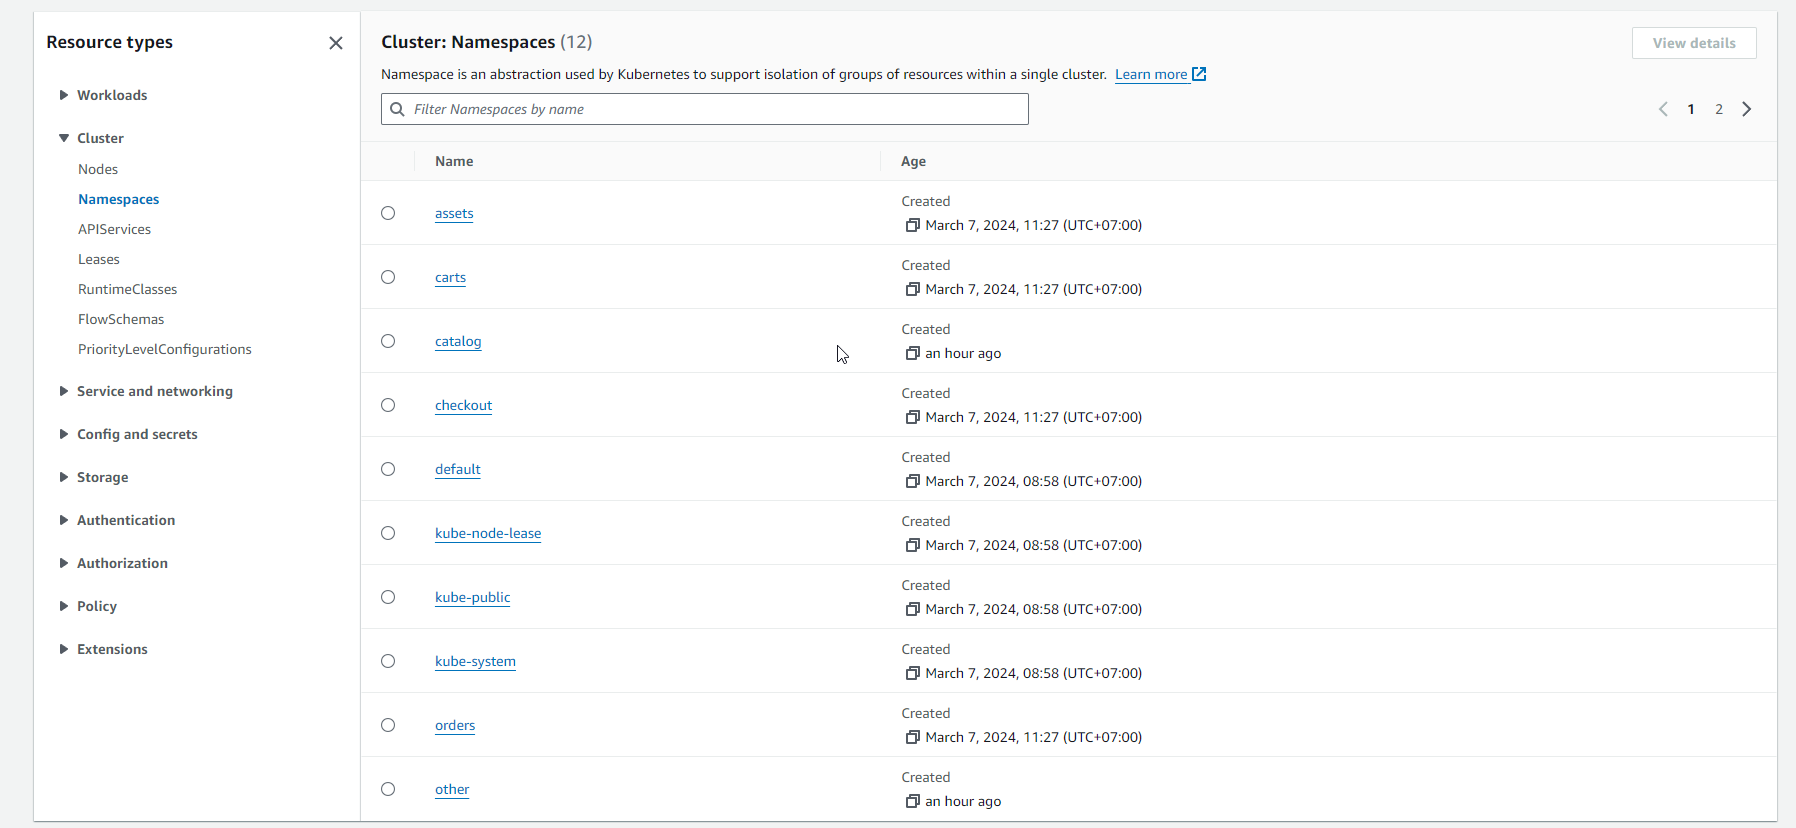 Resource types
Workloads
Cluster
Nodes
Namespaces
APIServices
Leases
RuntimeClasses
FlowSchemas
PriorityLevelConfigurations
Service and networking
Config and secrets
Storage
Authentication
Authorization
Policy
Extensions
Cluster: Namespaces (12)
View details
Namespace is an abstraction used by Kubernetes to support isolation of groups of resources within a single cluster. Learn more
Filter Namespaces by name
1 2
Name Age
assets
Created
March 7, 2024, 11:27 (UTC+07:00)
carts
Created
March 7, 2024, 11:27 (UTC+07:00)
catalog
Created
an hour ago
checkout
Created
March 7, 2024, 11:27 (UTC+07:00)
default
Created
March 7, 2024, 08:58 (UTC+07:00)
kube-node-lease
Created
March 7, 2024, 08:58 (UTC+07:00)
kube-public
Created
March 7, 2024, 08:58 (UTC+07:00)
kube-system
Created
March 7, 2024, 08:58 (UTC+07:00)
orders
Created
March 7, 2024, 11:27 (UTC+07:00)
other
Created
an hour ago